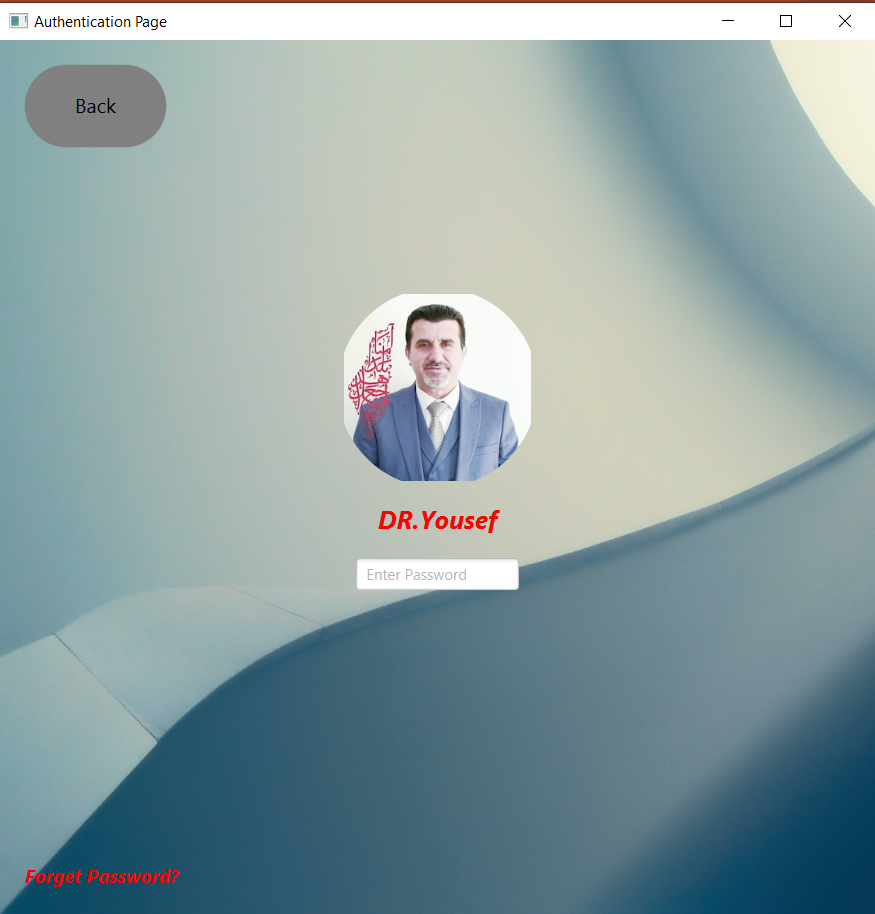 Authentication Page
Back
DR.Yousef
Enter Password
Forget Password?